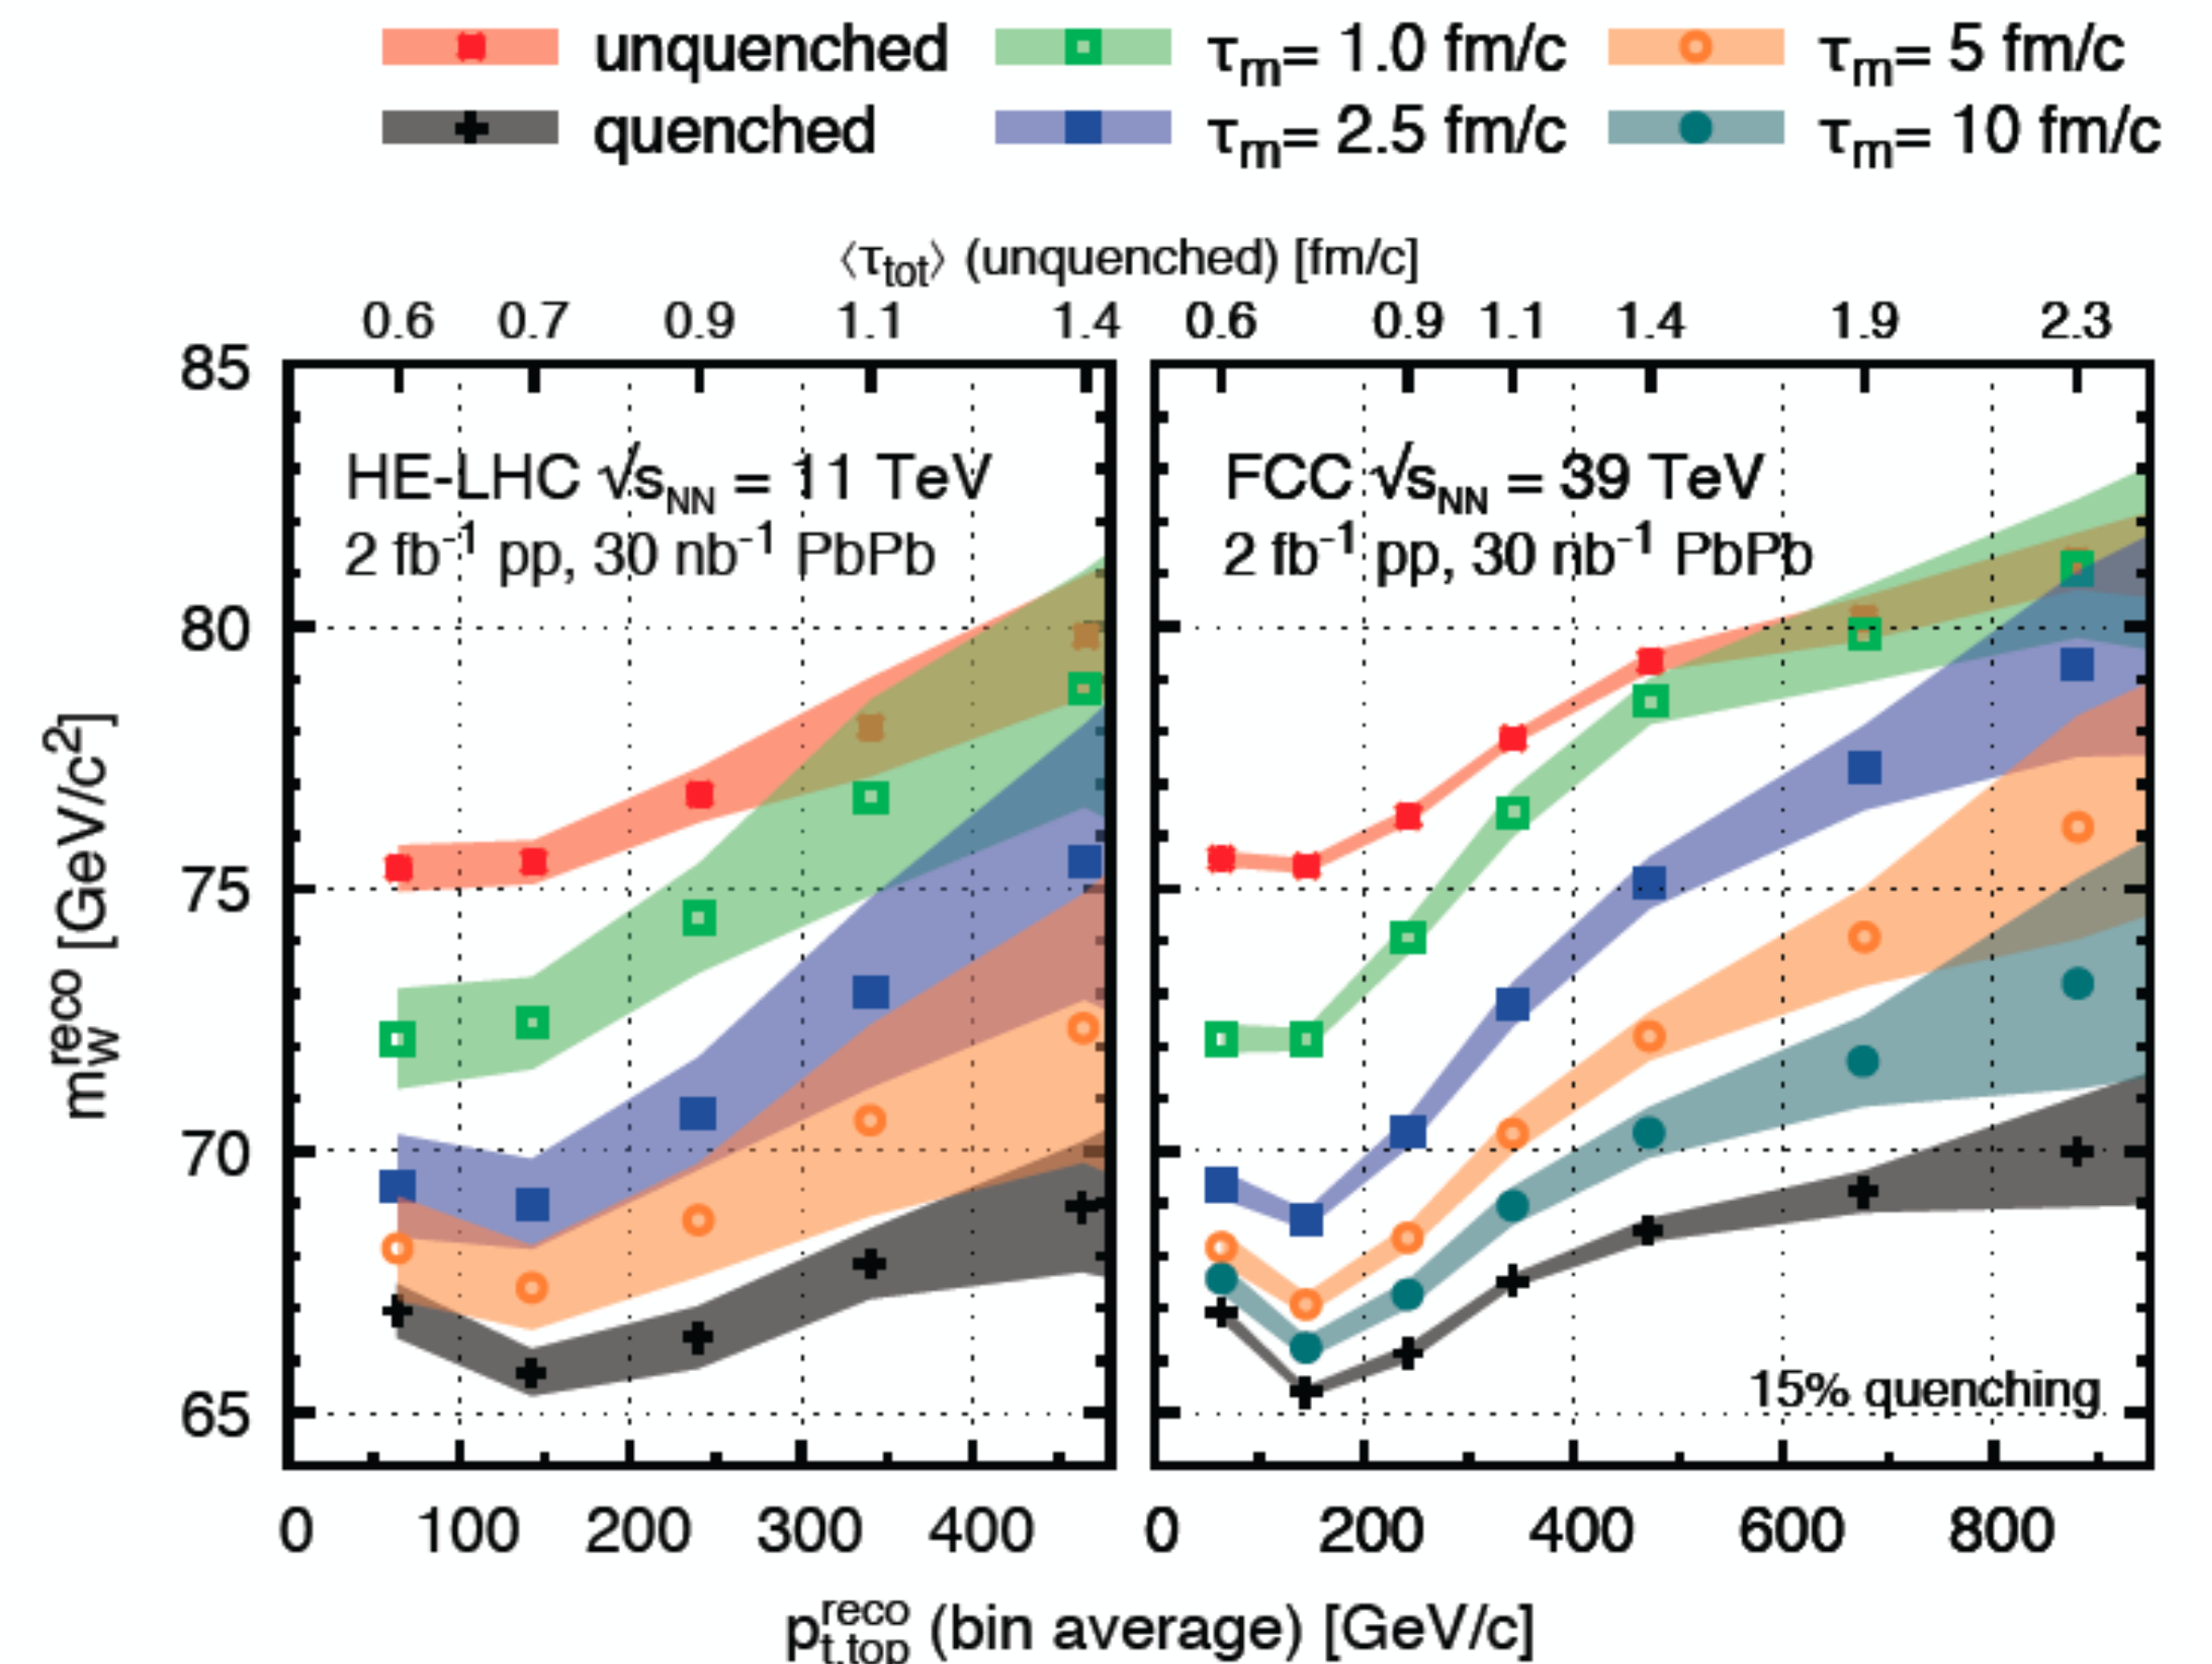 unquenched
τm= 1.0 fm/c
τm= 5 fm/c
quenched
τm= 2.5 fm/c
τm= 10 fm/c
⟨τtot⟩ (unquenched) [fm/c]
0.6 0.7 0.9 1.1 1.4 0.6 0.9 1.1 1.4 1.9 2.3
85
80
75
70
65
mWreco [GeV/c2]
HE-LHC √sNN = 11 TeV
2 fb-1 pp, 30 nb-1 PbPb
FCC √sNN = 39 TeV
2 fb-1 pp, 30 nb-1 PbPb
15% quenching
0 100 200 300 400 0 200 400 600 800
pt,topreco (bin average) [GeV/c]